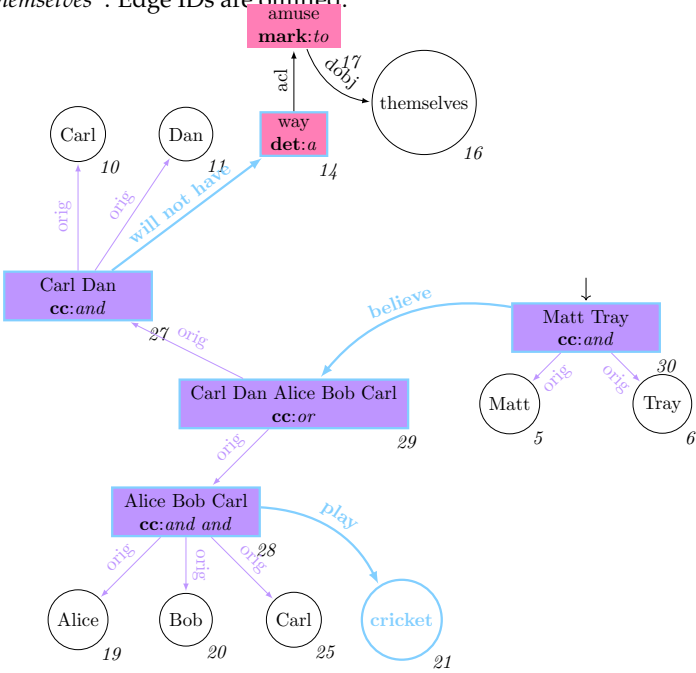 themselves". Edge IDs are omitted.
amuse
mark:to
17
dobj
acl
themselves
16
way
det:a
14
Carl
10
Dan
11
orig
orig
will not have
Carl Dan
cc:and
27
orig
believe
Matt Tray
cc:and
30
orig
orig
Matt
5
Tray
6
Carl Dan Alice Bob Carl
cc:or
29
orig
Alice Bob Carl
cc:and and
28
play
orig
orig
orig
Alice
19
Bob
20
Carl
25
cricket
21